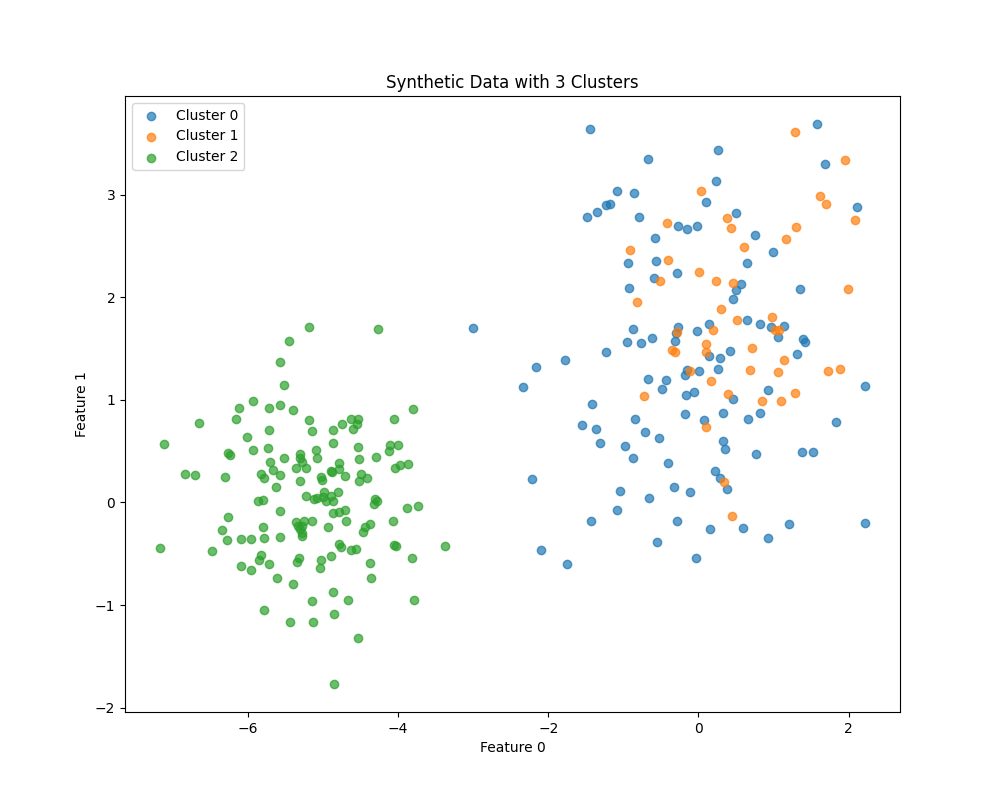 Synthetic Data with 3 Clusters
Cluster 0
Cluster 1
Cluster 2
3
2
1
0
−1
−2
Feature 1
−6
−4
−2
0
2
Feature 0